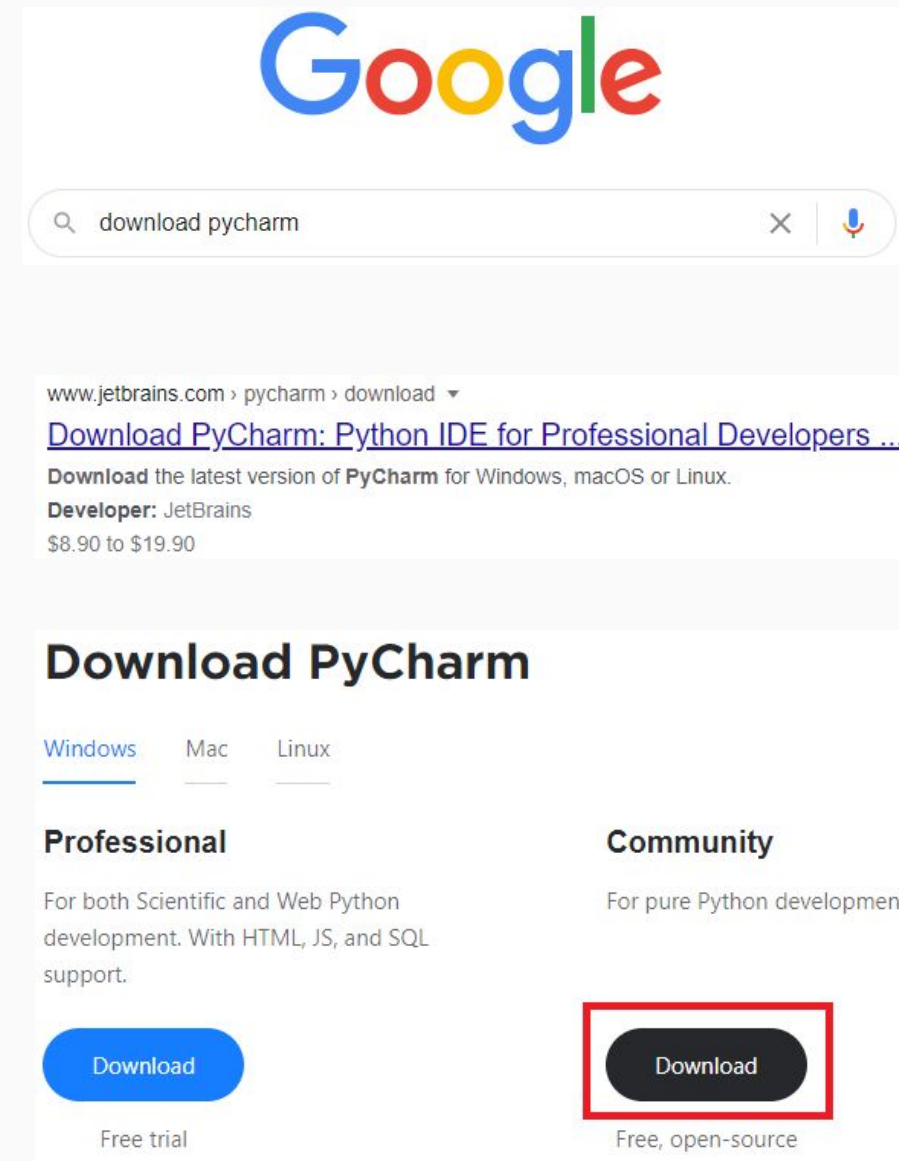 Google
download pycharm
www.jetbrains.com › pycharm › download
Download PyCharm: Python IDE for Professional Developers ...
Download the latest version of PyCharm for Windows, macOS or Linux.
Developer: JetBrains
$8.90 to $19.90
Download PyCharm
Windows Mac Linux
Professional
For both Scientific and Web Python
development. With HTML, JS, and SQL
support.
Download
Free trial
Community
For pure Python developmen
Download
Free, open-source